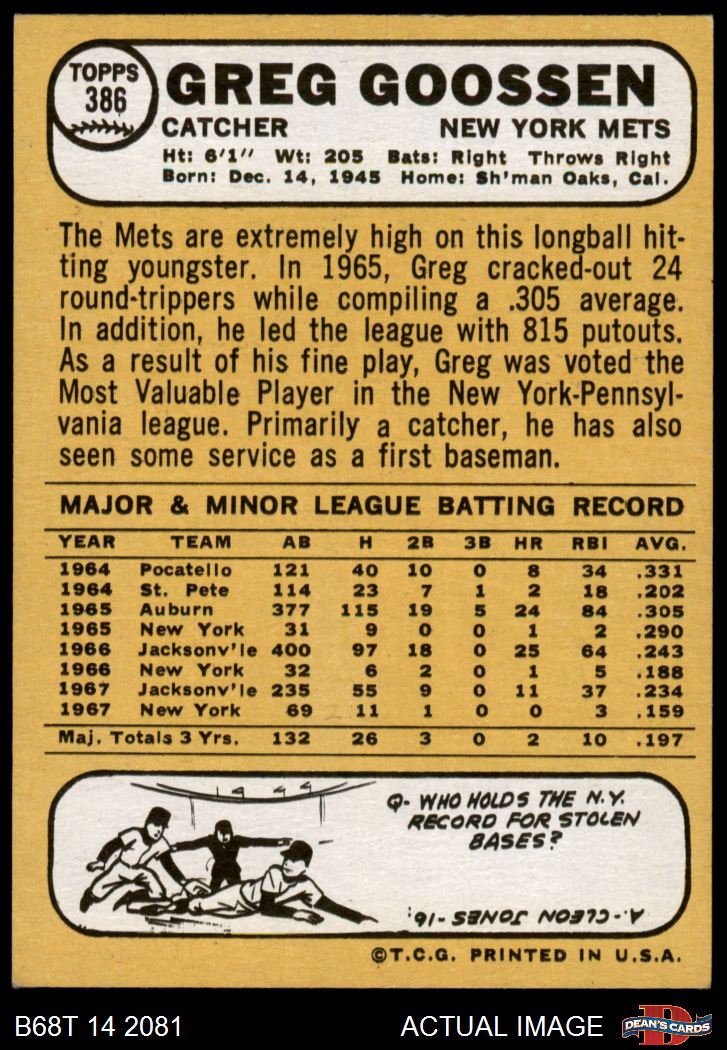 TOPPS
386
GREG GOOSSEN
CATCHER NEW YORK METS
Ht: 6'1" Wt: 205 Bats: Right Throws Right
Born: Dec. 14, 1945 Home: Sh'man Oaks, Cal.
The Mets are extremely high on this longball hit-
ting youngster. In 1965, Greg cracked-out 24
round-trippers while compiling a .305 average.
In addition, he led the league with 815 putouts.
As a result of his fine play, Greg was voted the
Most Valuable Player in the New York-Pennsyl-
vania league. Primarily a catcher, he has also
seen some service as a first baseman.
MAJOR & MINOR LEAGUE BATTING RECORD
YEAR TEAM AB H 2B 3B HR RBI AVG.
1964 Pocatello 121 40 10 0 8 34 .331
1964 St. Pete 114 23 7 1 2 18 .202
1965 Auburn 377 115 19 5 24 84 .305
1965 New York 31 9 0 0 1 2 .290
1966 Jacksonv'le 400 97 18 0 25 64 .243
1966 New York 32 6 2 0 1 5 .188
1967 Jacksonv'le 235 55 9 0 11 37 .234
1967 New York 69 11 1 0 0 3 .159
Maj. Totals 3 Yrs. 132 26 3 0 2 10 .197
Q- WHO HOLDS THE N.Y.
RECORD FOR STOLEN
BASES?
A- CLEON JONES -16.
©T.C.G. PRINTED IN U.S.A.
B68T 14 2081 ACTUAL IMAGE
D
DEAN'S CARDS